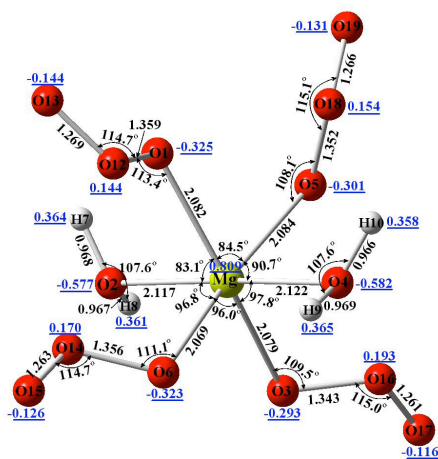 -0.131 O19
1.266
-0.144
O13
115.1°
O18 0.154
1.269
114.7°
1.359
O1 -0.325
O12
113.4°
0.144
1.352
108.1°
O5 -0.301
0.364 H7
2.082
2.084
H10 0.358
0.968
84.5°
0.966
107.6°
83.1° 0.809 90.7°
107.6°
-0.577 O2
2.117
Mg
2.122
O4 -0.582
0.967 H8
96.8°
97.8°
H9 0.969
0.361
96.0°
0.365
0.170
O14
1.356
111.1°
2.069
2.079
1.263
114.7°
O6
109.5°
0.193
O16
O15
-0.323
O3
1.343
115.0°
1.261
-0.126
-0.293
O17
-0.116